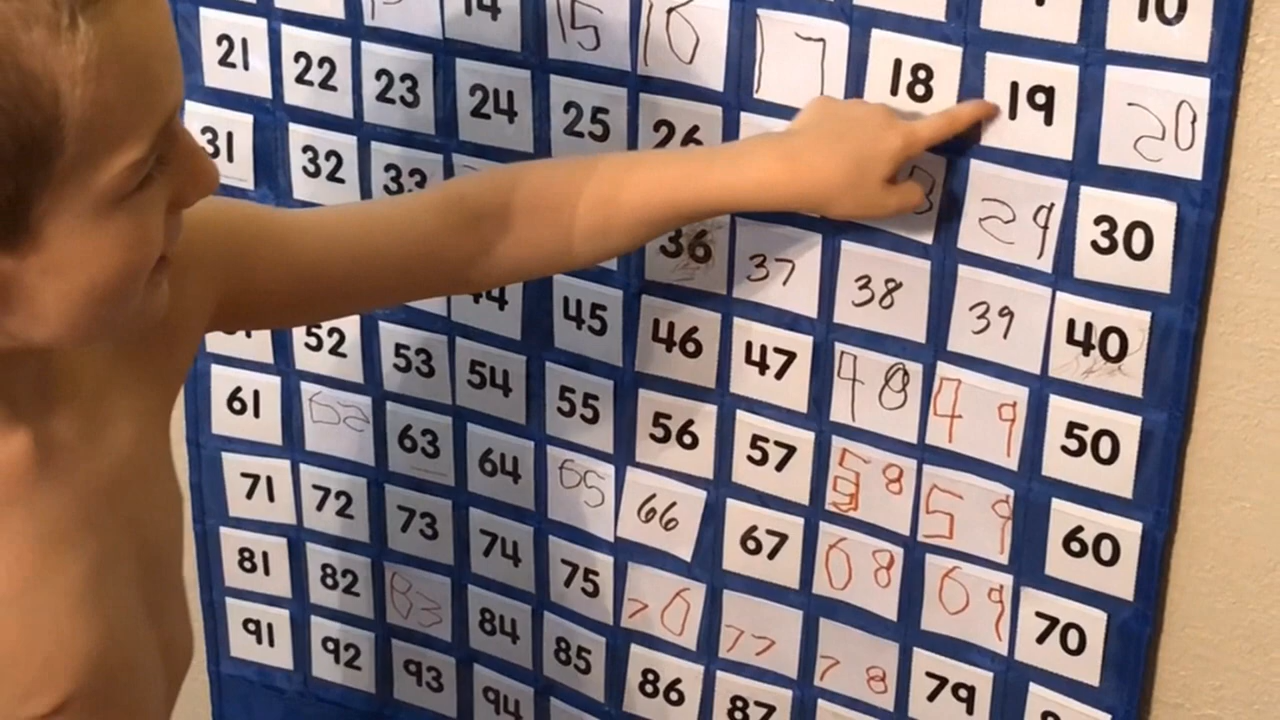 14 15 16 17 18 19 20
21 22 23 24 25 26 29 30
31 32 33 36 37 38 39 40
44 45 46 47 48 49 50
52 53 54 55 56 57 58 59 60
61 62 63 64 65 66 67 68 69 70
71 72 73 74 75 76 77 78 79
81 82 83 84 85 86 87
91 92 93 94
10